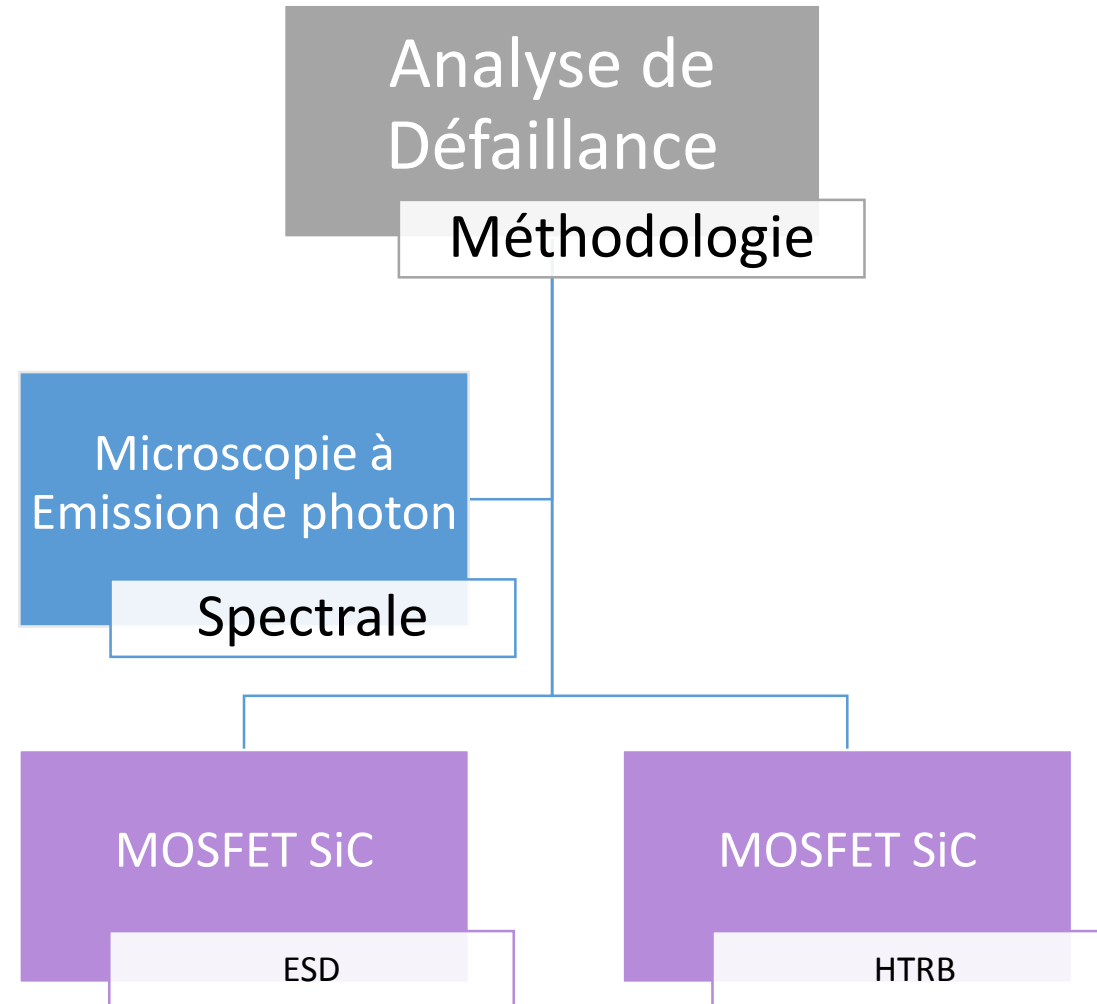 Analyse de
Défaillance
Méthodologie
Microscopie à
Emission de photon
Spectrale
MOSFET SiC
ESD
MOSFET SiC
HTRB